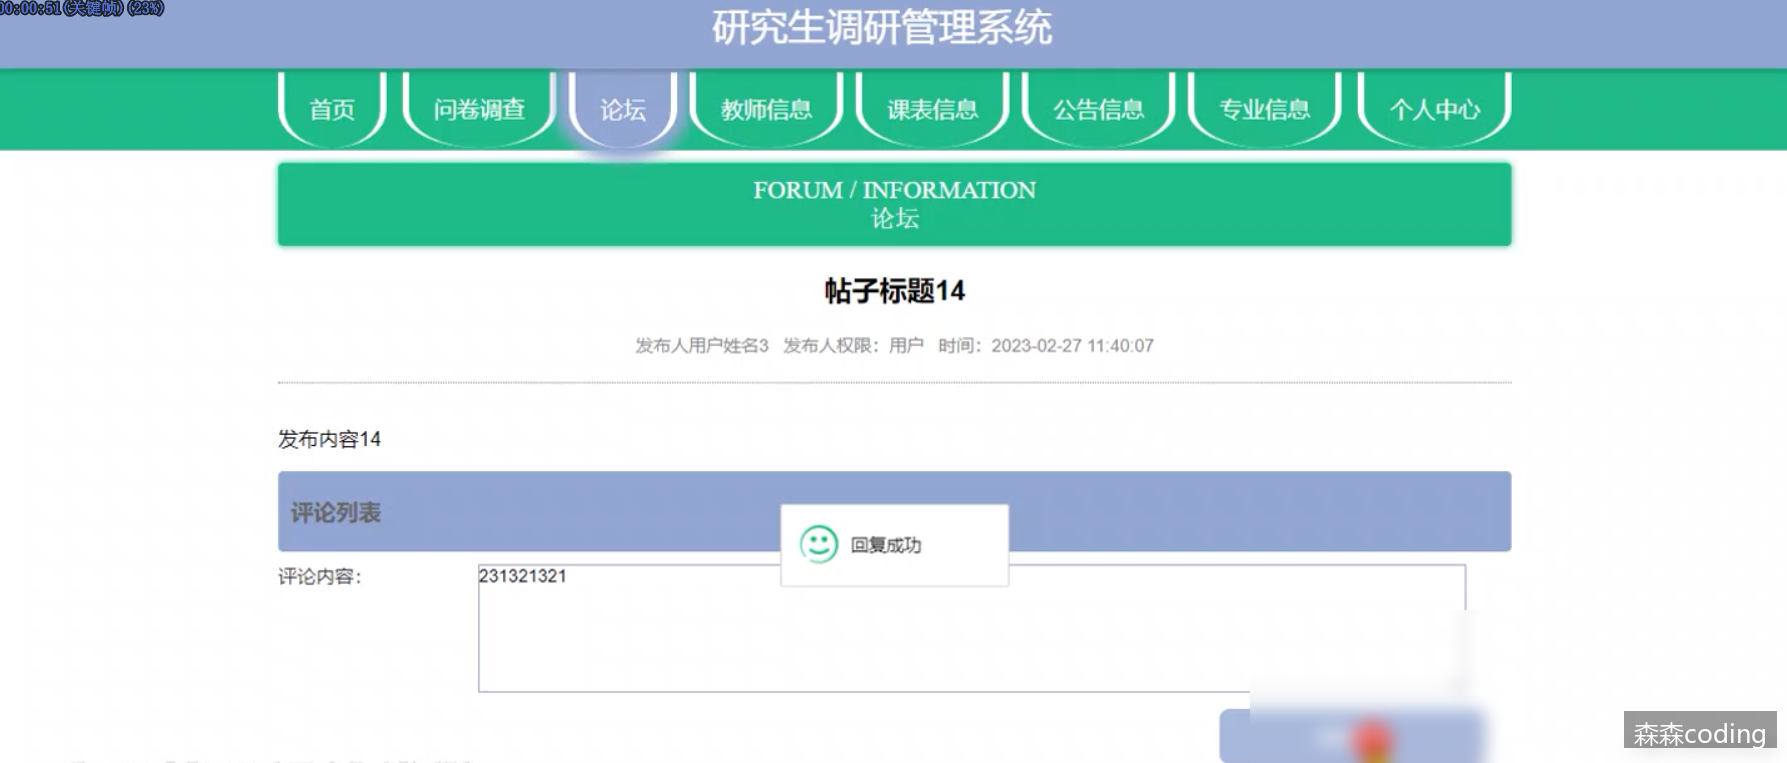 00:00:51(关键帧)(23%)
研究生调研管理系统
首页 问卷调查 论坛 教师信息 课表信息 公告信息 专业信息 个人中心
FORUM / INFORMATION
论坛
帖子标题14
发布人用户姓名3 发布人权限：用户 时间：2023-02-27 11:40:07
发布内容14
评论列表
回复成功
评论内容：
231321321
森森coding